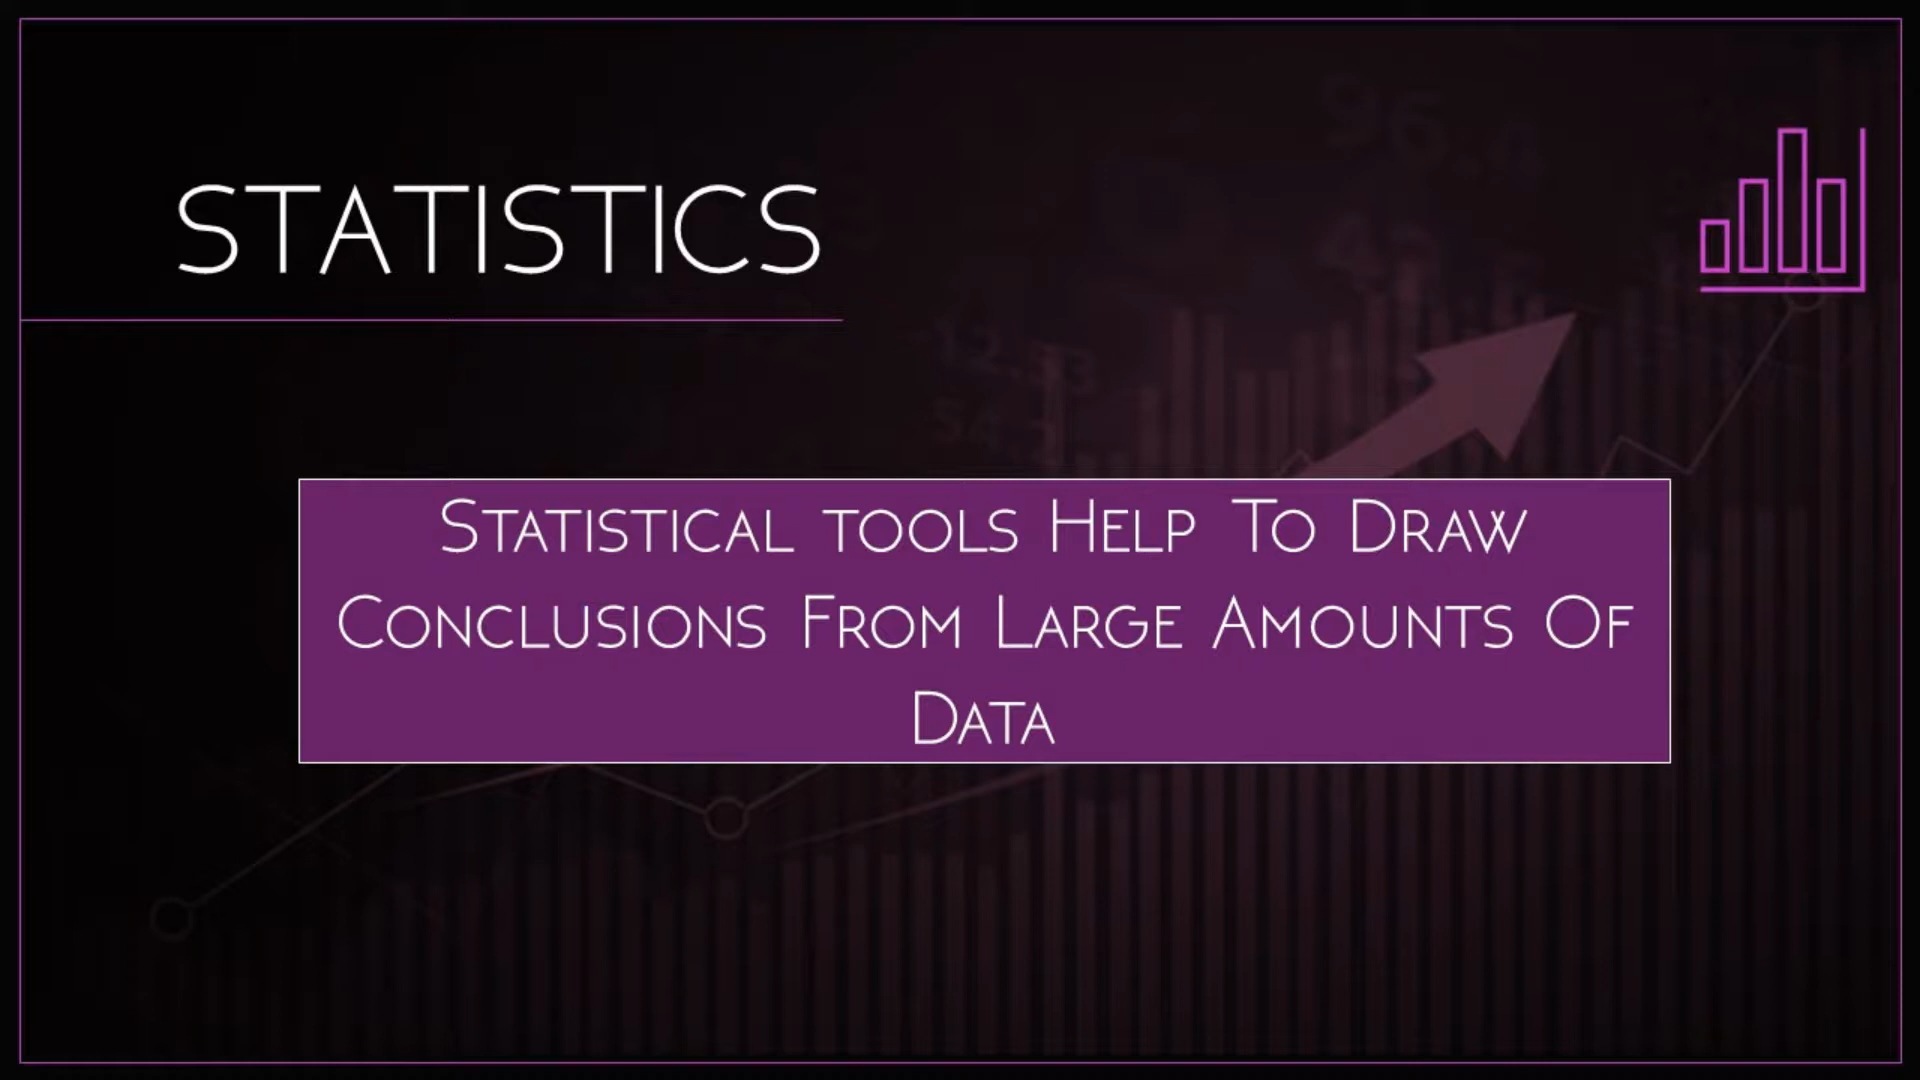 STATISTICS
STATISTICAL TOOLS HELP TO DRAW
CONCLUSIONS FROM LARGE AMOUNTS OF
DATA